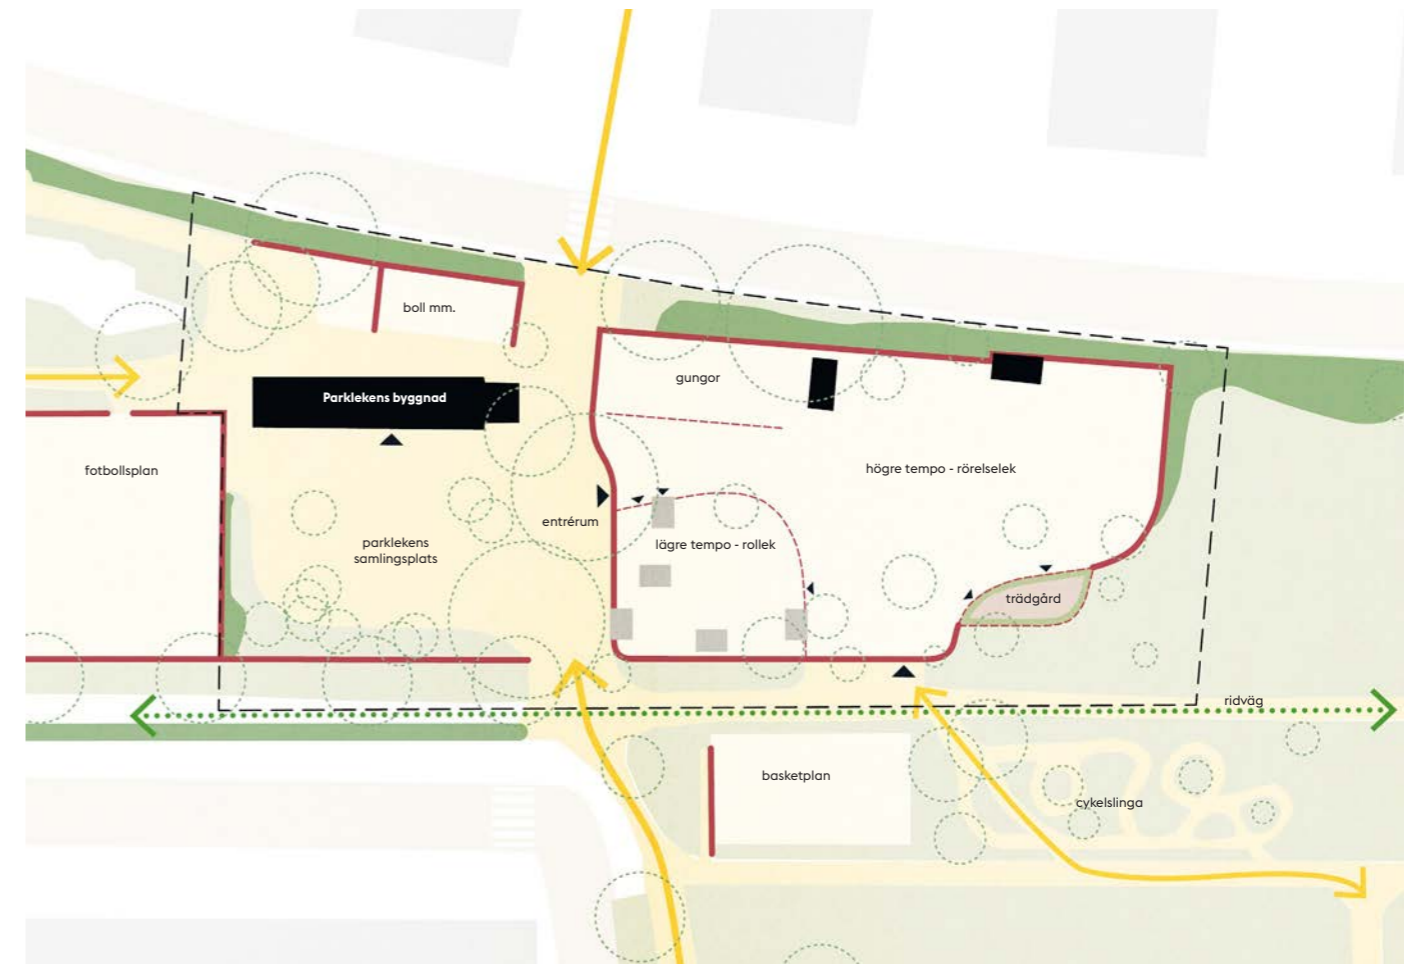 boll mm.
gungor
Parklekens byggnad
fotbollsplan
högre tempo - rörelselek
entrérum
parklekens
samlingsplats
lägre tempo - rollek
trädgård
ridväg
basketplan
cykelslinga